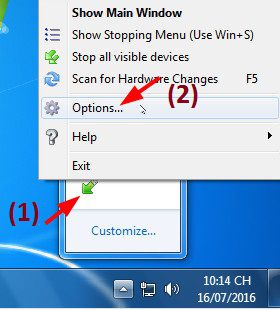 Show Main Window
Show Stopping Menu (Use Win+S)
Stop all visible devices
Scan for Hardware Changes F5
Options... (2)
Help
Exit
(1)
Customize...
10:14 CH
16/07/2016